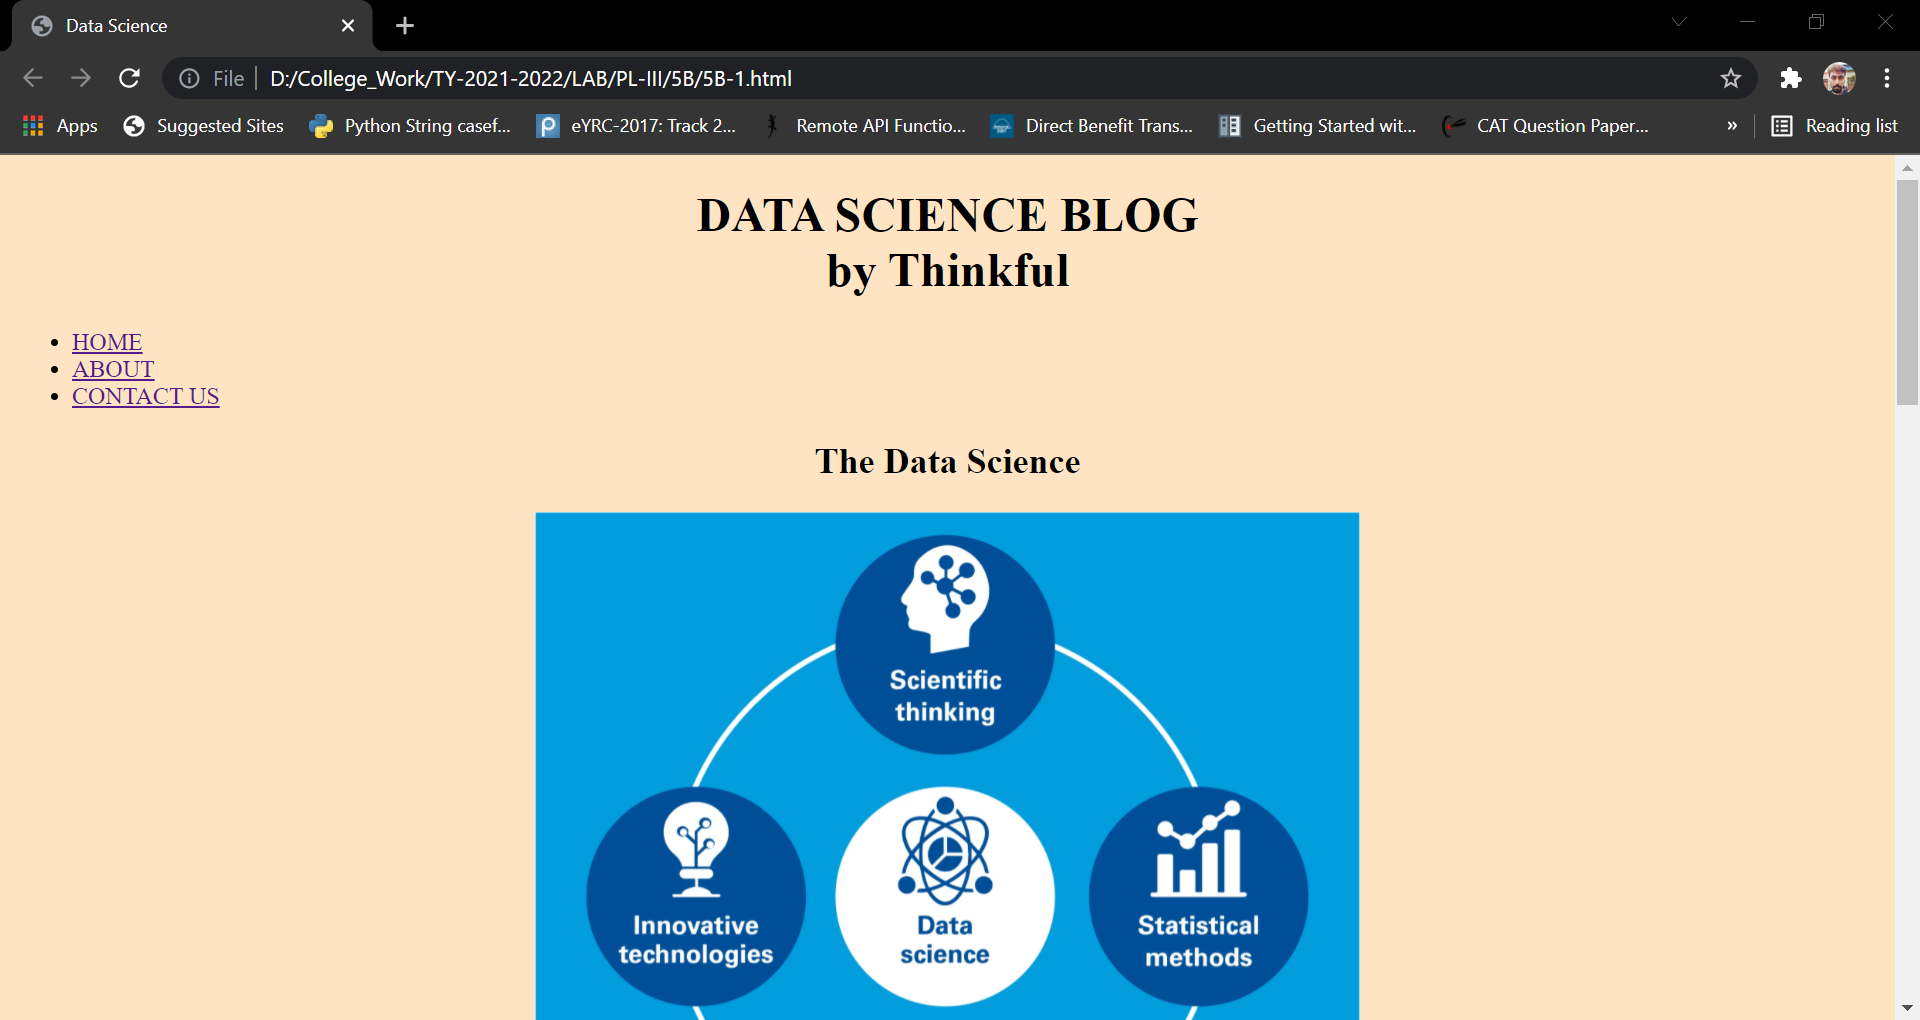 Data Science
File D:/College_Work/TY-2021-2022/LAB/PL-III/5B/5B-1.html
Apps Suggested Sites Python String casef... eYRC-2017: Track 2... Remote API Functio... Direct Benefit Trans... Getting Started wit... CAT Question Paper... » Reading list
DATA SCIENCE BLOG
by Thinkful
• HOME
• ABOUT
• CONTACT US
The Data Science
Scientific
thinking
Innovative
technologies
Data
science
Statistical
methods